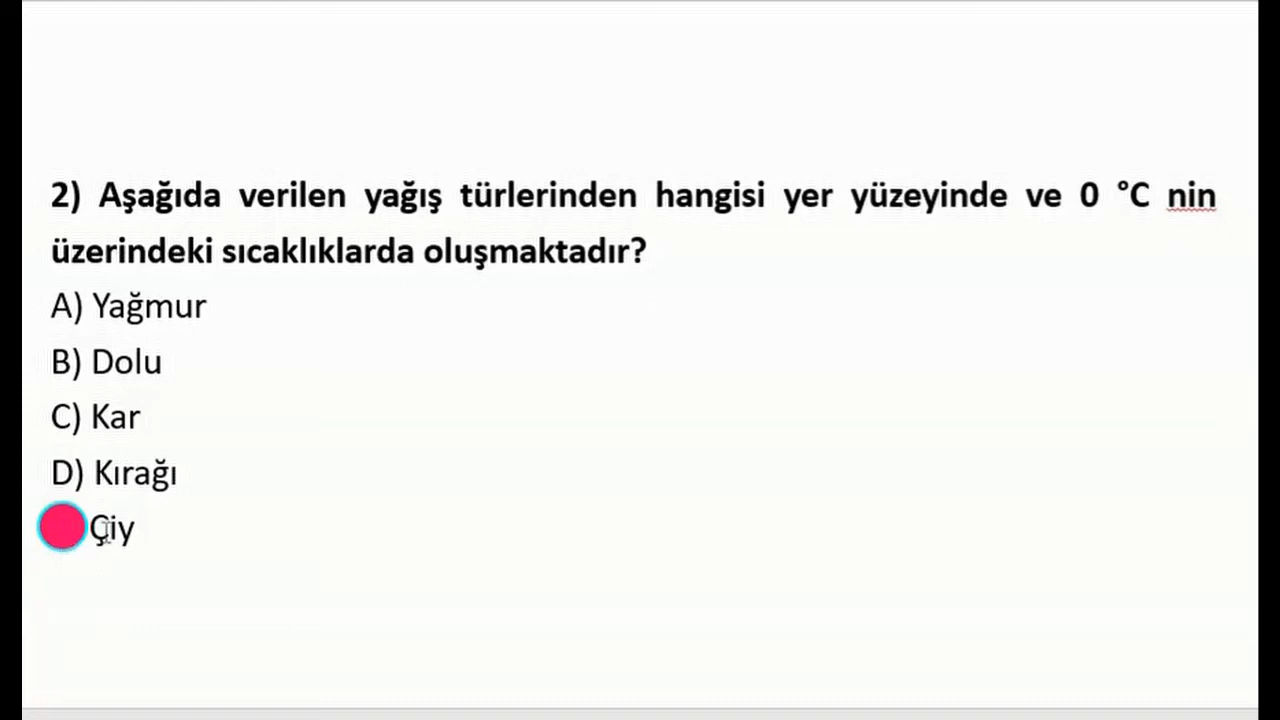 2) Aşağıda verilen yağış türlerinden hangisi yer yüzeyinde ve 0 °C nin
üzerindeki sıcaklıklarda oluşmaktadır?
A) Yağmur
B) Dolu
C) Kar
D) Kırağı
Çiy